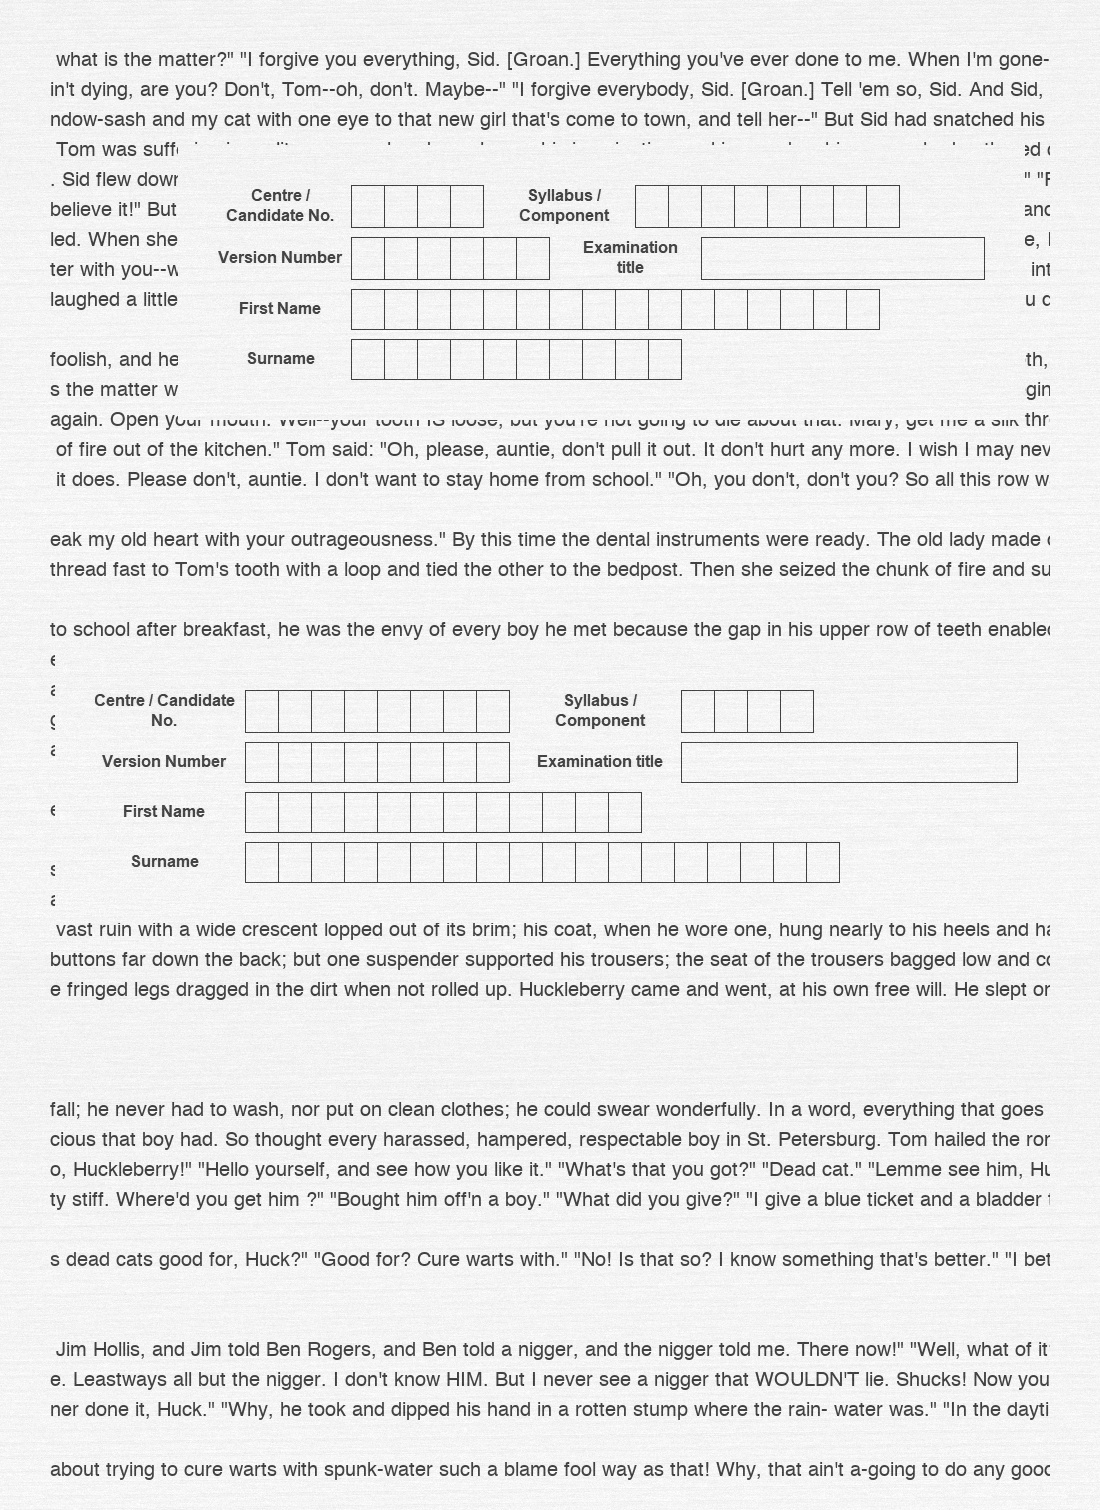 what is the matter?" "I forgive you everything, Sid. [Groan.] Everything you've ever done to me. When I'm gone-
in't dying, are you? Don't, Tom--oh, don't. Maybe--" "I forgive everybody, Sid. [Groan.] Tell 'em so, Sid. And Sid,
ndow-sash and my cat with one eye to that new girl that's come to town, and tell her--" But Sid had snatched his
Tom was
. Sid flew
believe it!" But
led. When she
ter with you--
laughed a little
Centre / Candidate No.
Syllabus / Component
Version Number
Examination title
First Name
Surname
foolish, and he
th,
s the matter w
gin
again. Open your mouth. Well--your tooth IS loose, but you're not going to die about that. Mary, get me a silk
of fire out of the kitchen." Tom said: "Oh, please, auntie, don't pull it out. It don't hurt any more. I wish I may nev
it does. Please don't, auntie. I don't want to stay home from school." "Oh, you don't, don't you? So all this row w
eak my old heart with your outrageousness." By this time the dental instruments were ready. The old lady made
thread fast to Tom's tooth with a loop and tied the other to the bedpost. Then she seized the chunk of fire and su
to school after breakfast, he was the envy of every boy he met because the gap in his upper row of teeth enabled
Centre / Candidate No.
Syllabus / Component
Version Number
Examination title
First Name
Surname
vast ruin with a wide crescent lopped out of its brim; his coat, when he wore one, hung nearly to his heels and ha
buttons far down the back; but one suspender supported his trousers; the seat of the trousers bagged low and
e fringed legs dragged in the dirt when not rolled up. Huckleberry came and went, at his own free will. He slept on
fall; he never had to wash, nor put on clean clothes; he could swear wonderfully. In a word, everything that goes
cious that boy had. So thought every harassed, hampered, respectable boy in St. Petersburg. Tom hailed the
o, Huckleberry!" "Hello yourself, and see how you like it." "What's that you got?" "Dead cat." "Lemme see him, Hu
ty stiff. Where'd you get him ?" "Bought him off'n a boy." "What did you give?" "I give a blue ticket and a bladder
s dead cats good for, Huck?" "Good for? Cure warts with." "No! Is that so? I know something that's better." "I bet
Jim Hollis, and Jim told Ben Rogers, and Ben told a nigger, and the nigger told me. There now!" "Well, what of it
e. Leastways all but the nigger. I don't know HIM. But I never see a nigger that WOULDN'T lie. Shucks! Now you
ner done it, Huck." "Why, he took and dipped his hand in a rotten stump where the rain- water was." "In the dayti
about trying to cure warts with spunk-water such a blame fool way as that! Why, that ain't a-going to do any good